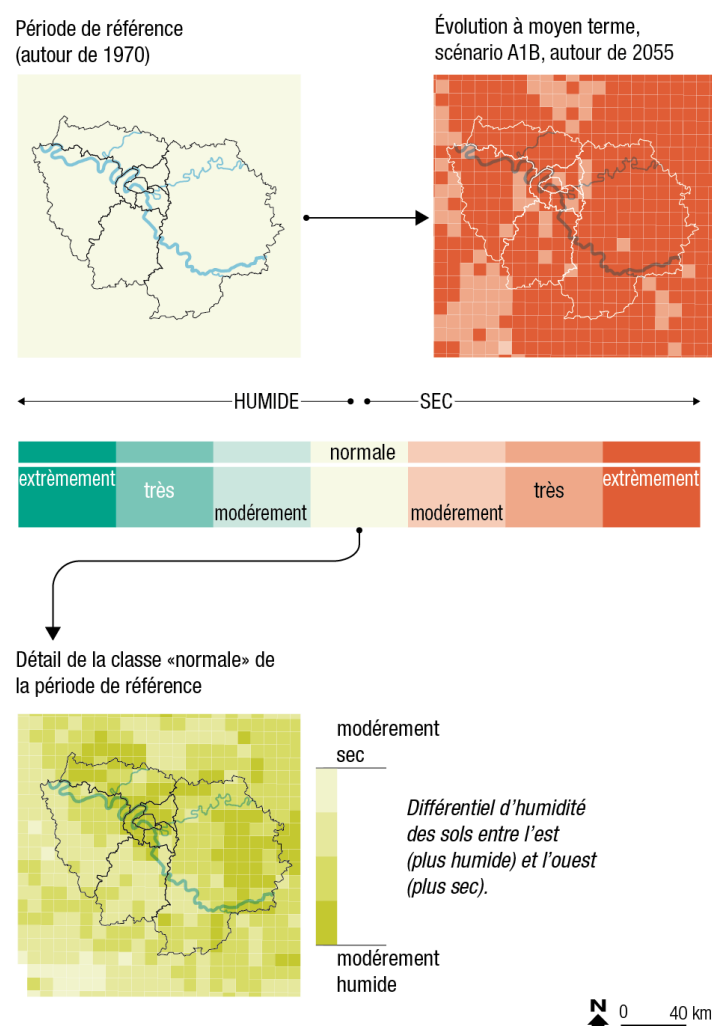 Période de référence
(autour de 1970)
Évolution à moyen terme,
scénario A1B, autour de 2055
HUMIDE
SEC
normale
extrèmement
très
modérement
modérement
très
extrèmement
Détail de la classe «normale» de
la période de référence
modérement
sec
Différentiel d’humidité
des sols entre l’est
(plus humide) et l’ouest
(plus sec).
modérement
humide
N 0 40 km